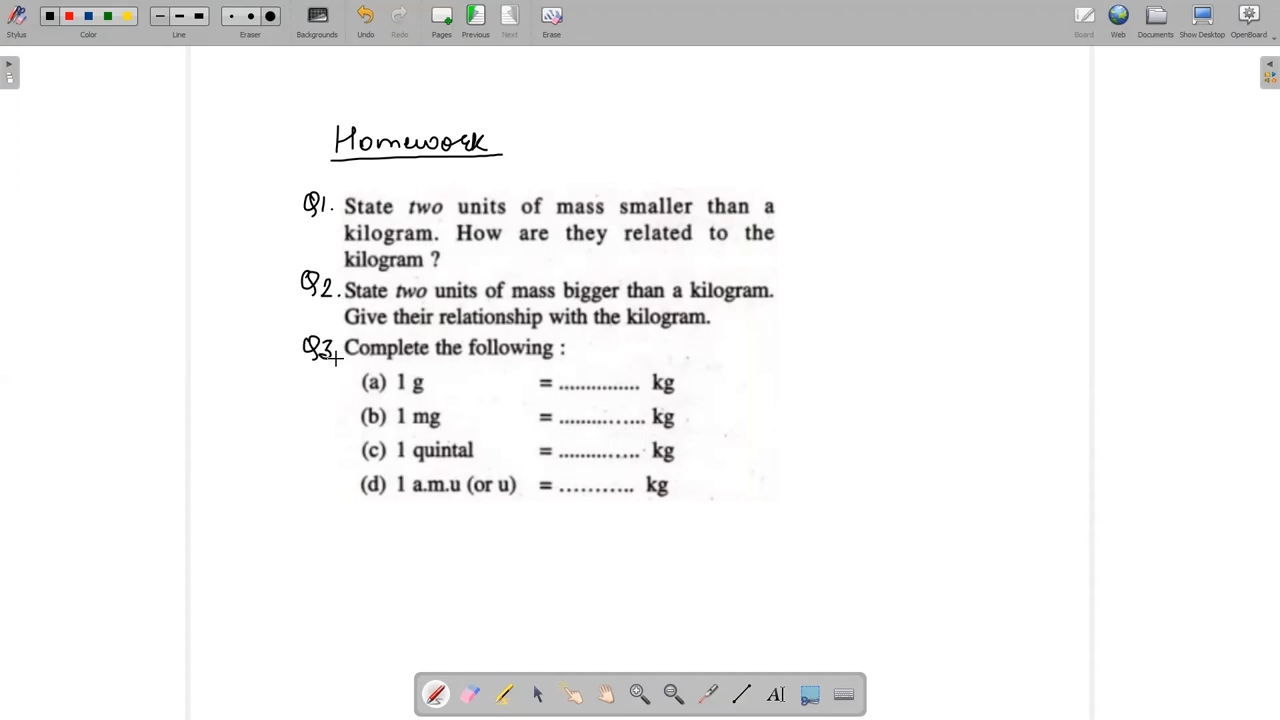 Stylus Color Line Eraser Backgrounds Undo Redo Pages Previous Next Erase Board Web Documents Show Desktop OpenBoard
Homework
Q1. State two units of mass smaller than a
kilogram. How are they related to the
kilogram ?
Q2. State two units of mass bigger than a kilogram.
Give their relationship with the kilogram.
Q3. Complete the following :
(a) 1 g = ............... kg
(b) 1 mg = ................ kg
(c) 1 quintal = ............... kg
(d) 1 a.m.u (or u) = ........... kg